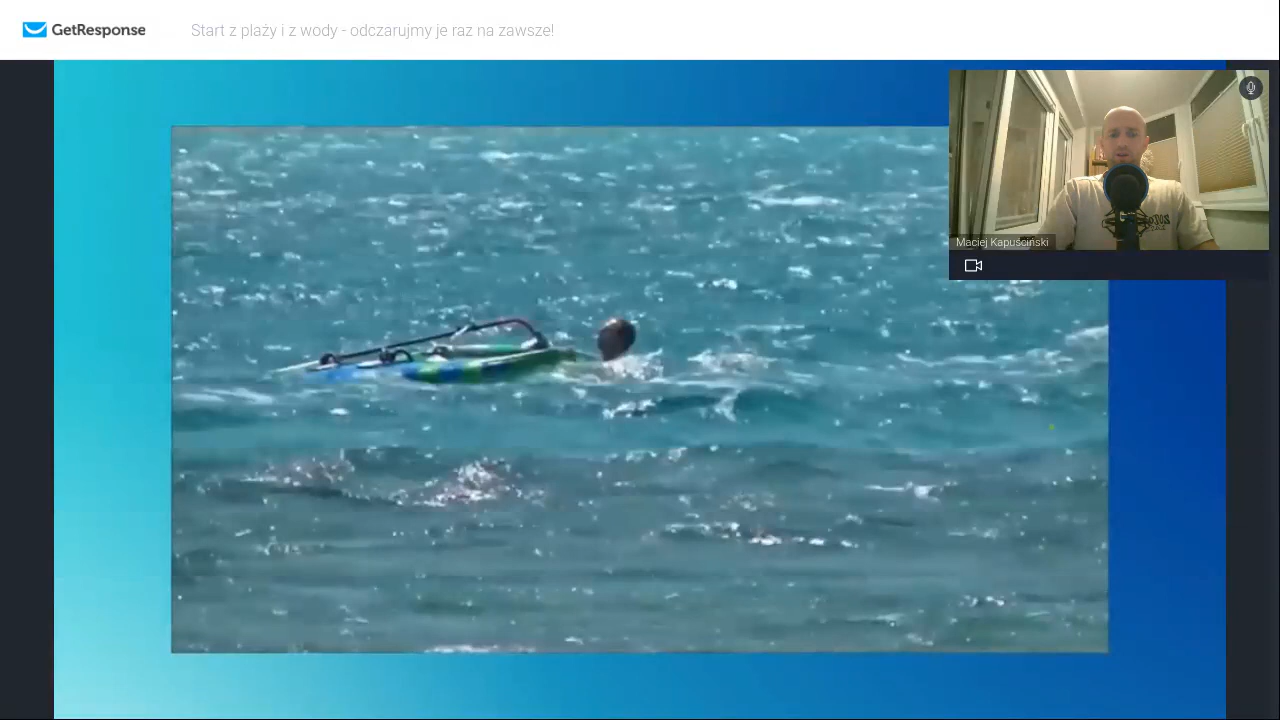 GetResponse
Start z plaży i z wody - odczarujmy je raz na zawsze!
Maciej Kapuściński